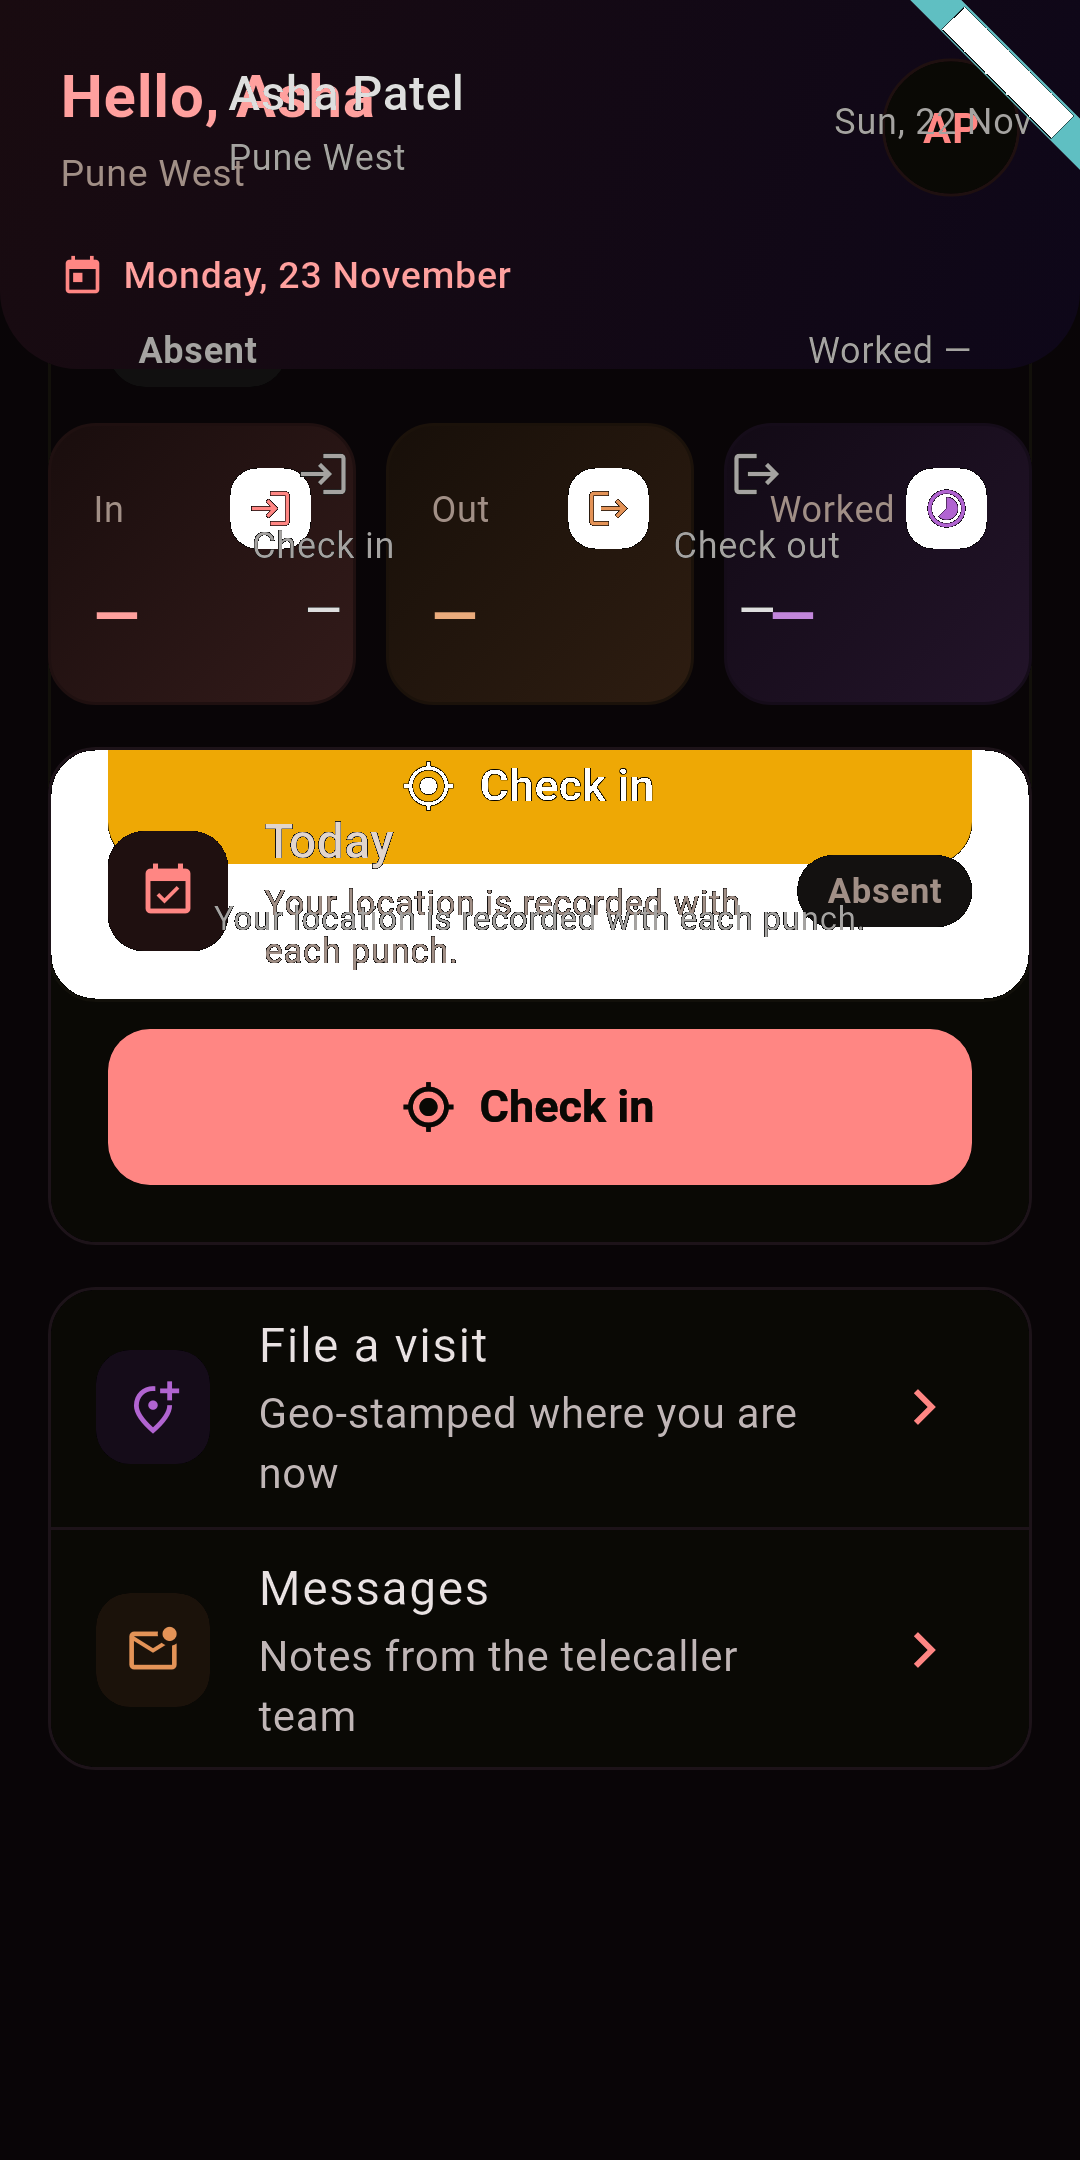 Hello, Asha
Asha Patel
Sun, 22 Nov
AP
Pune West
Pune West
Monday, 23 November
Absent
Worked —
In
Out
Worked
Check in
Check out
—
—
—
—
—
Check in
Today
Absent
Your location is recorded with
each punch.
Your location is recorded with each punch.
Check in
File a visit
Geo-stamped where you are
now
Messages
Notes from the telecaller
team